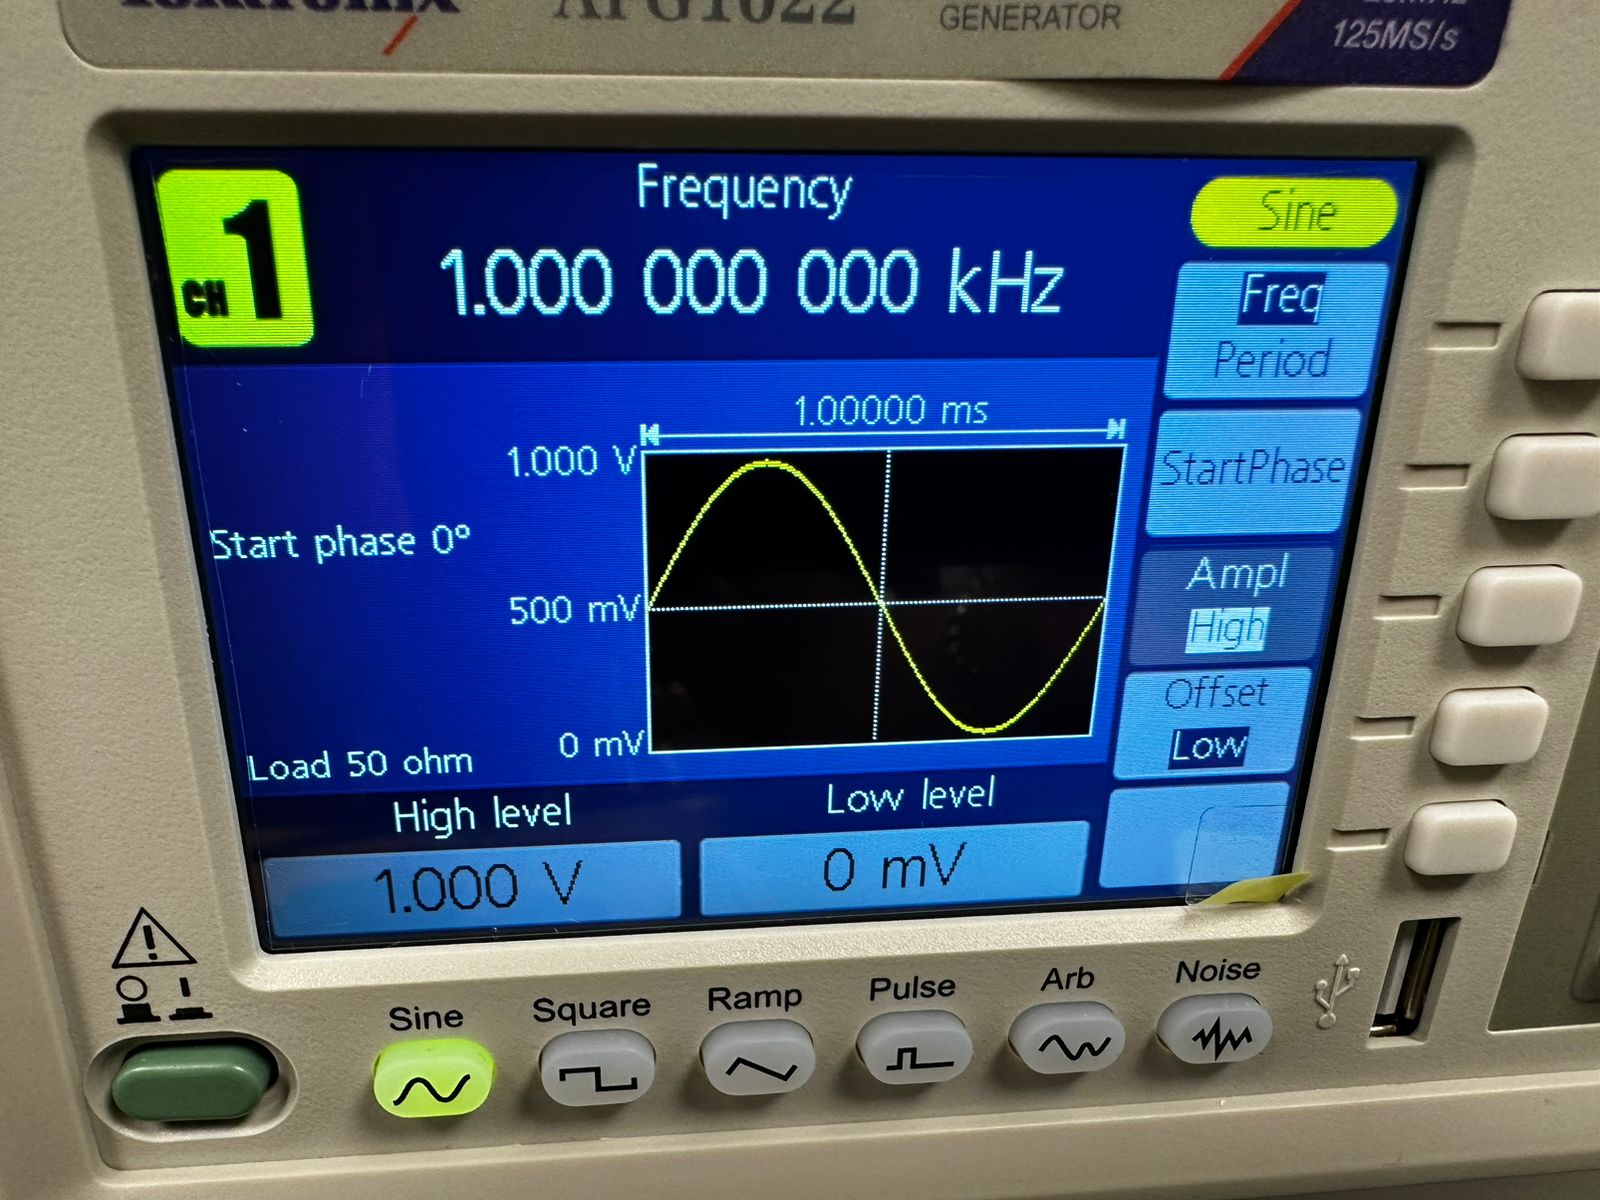 Tektronix AFG1022 GENERATOR
125MS/s
CH 1
Frequency
1.000 000 000 kHz
Sine
Freq
Period
1.00000 ms
1.000 V
StartPhase
Start phase 0°
500 mV
Ampl
High
Offset
Low
0 mV
Load 50 ohm
High level
Low level
1.000 V
0 mV
Sine
Square
Ramp
Pulse
Arb
Noise